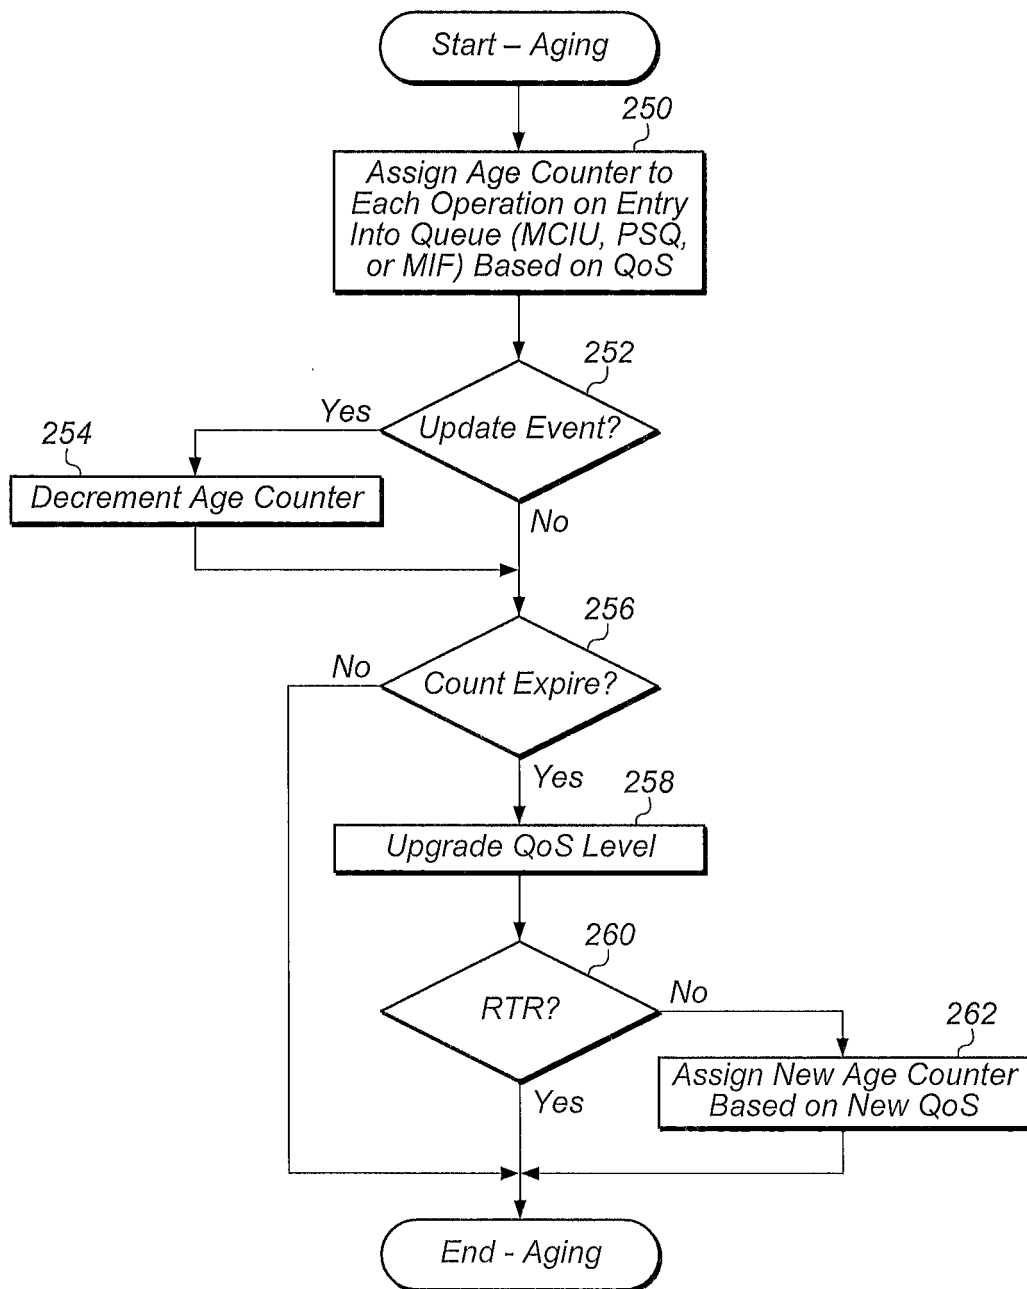 Start – Aging
250
Assign Age Counter to
Each Operation on Entry
Into Queue (MCIU, PSQ,
or MIF) Based on QoS
252
Update Event?
Yes
No
254
Decrement Age Counter
256
Count Expire?
No
Yes
258
Upgrade QoS Level
260
RTR?
No
Yes
262
Assign New Age Counter
Based on New QoS
End - Aging